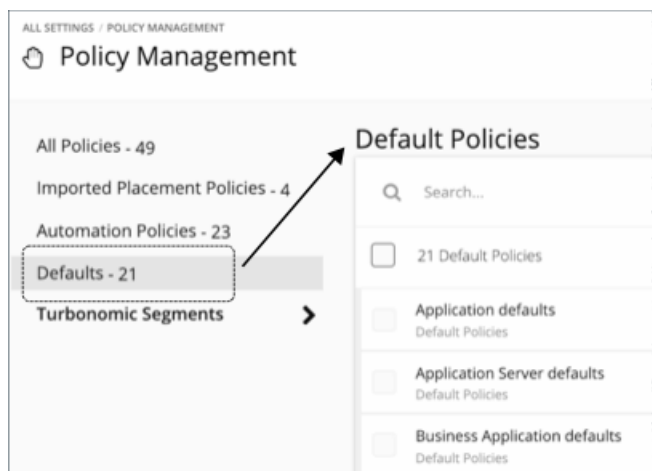 ALL SETTINGS / POLICY MANAGEMENT
Policy Management
All Policies - 49
Imported Placement Policies - 4
Automation Policies - 23
Defaults - 21
Turbonomic Segments
Default Policies
Search...
21 Default Policies
Application defaults
Default Policies
Application Server defaults
Default Policies
Business Application defaults
Default Policies